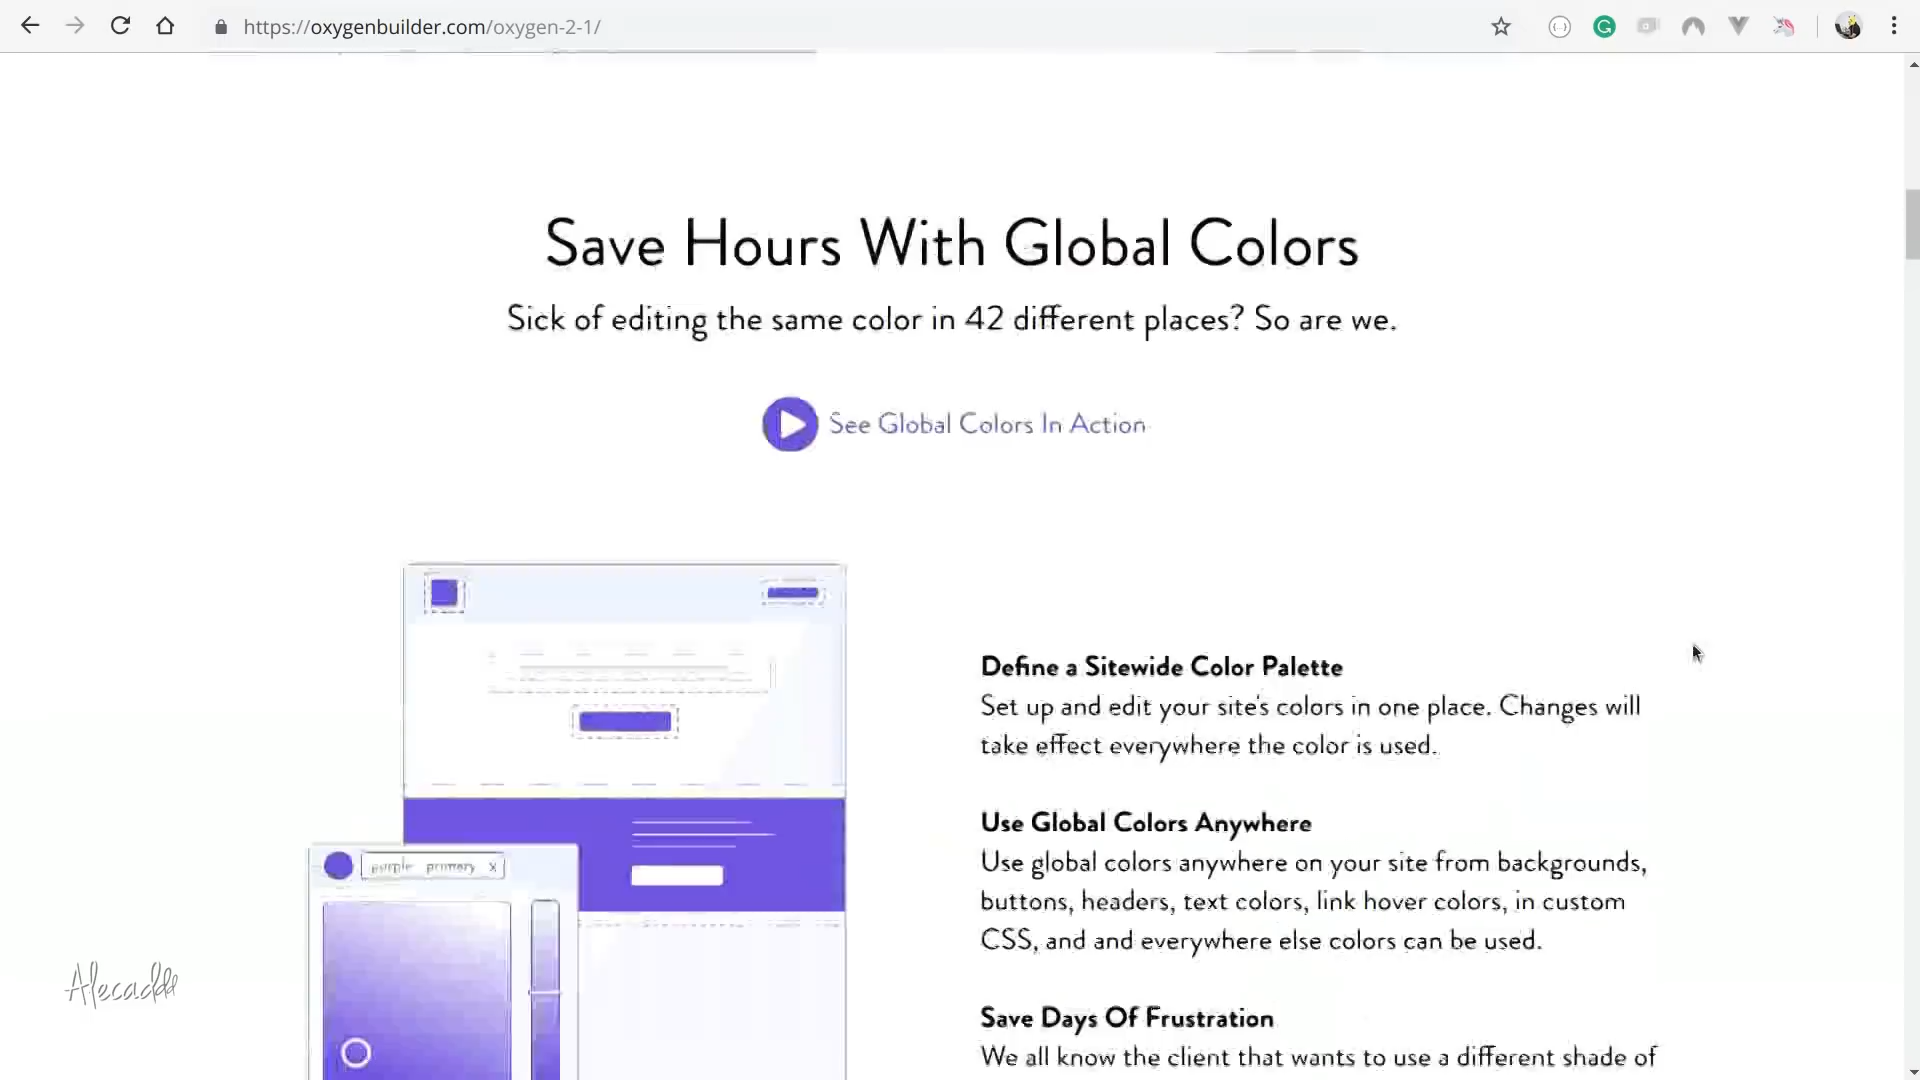 https://oxygenbuilder.com/oxygen-2-1/
Save Hours With Global Colors
Sick of editing the same color in 42 different places? So are we.
See Global Colors In Action
Define a Sitewide Color Palette
Set up and edit your site's colors in one place. Changes will
take effect everywhere the color is used.
Use Global Colors Anywhere
Use global colors anywhere on your site from backgrounds,
buttons, headers, text colors, link hover colors, in custom
CSS, and and everywhere else colors can be used.
purple primary x
Save Days Of Frustration
We all know the client that wants to use a different shade of
Alecaddd